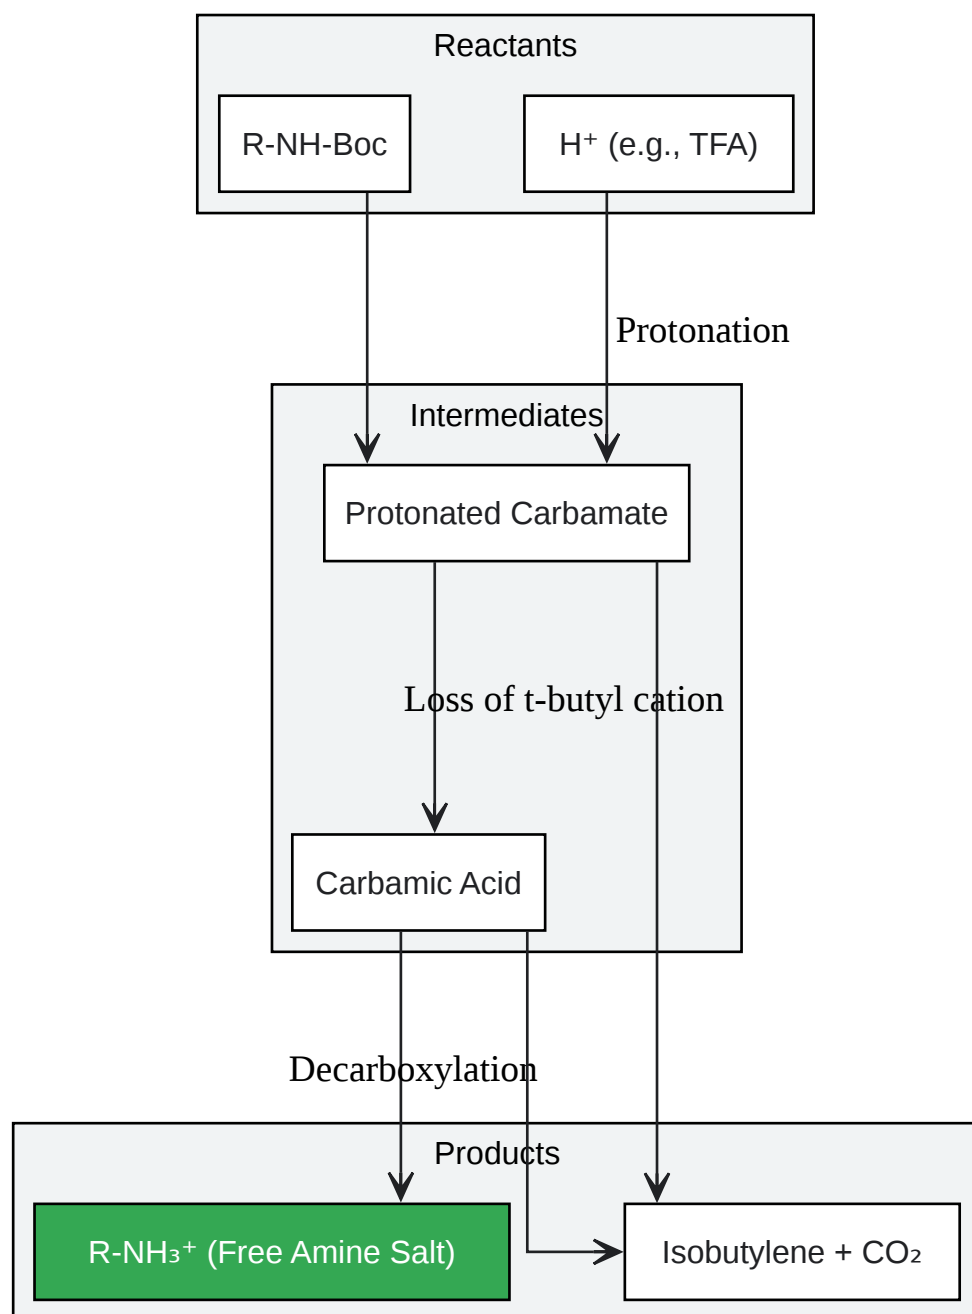 Reactants
R-NH-Boc
H⁺ (e.g., TFA)
Protonation
Intermediates
Protonated Carbamate
Loss of t-butyl cation
Carbamic Acid
Decarboxylation
Products
R-NH₃⁺ (Free Amine Salt)
Isobutylene + CO₂